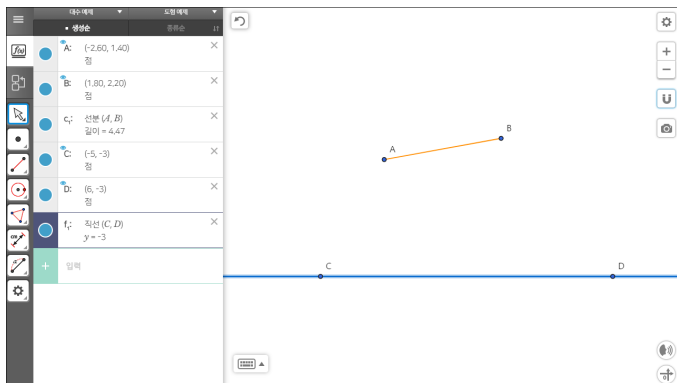 대수 예제 ▼ 도형 예제 ▼
• 생성순 종류순 ↓↑
f(x)
A: (-2.60, 1.40) ×
점
B: (1.80, 2.20) ×
점
c₁: 선분 (A, B) ×
길이 = 4.47
C: (-5, -3) ×
점
D: (6, -3) ×
점
f₁: 직선 (C, D) ×
y = -3
+ 입력
A
B
C
D